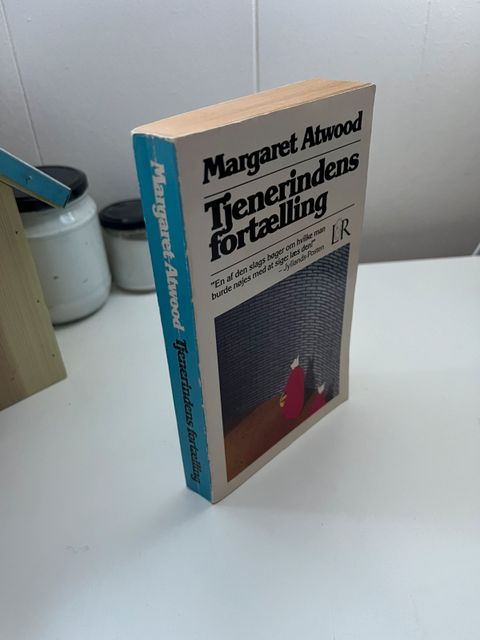 Margaret Atwood
Tjenerindens
fortælling
"En af den slags bøger om hvilke man
burde nøjes med at sige: læs den!"
– Jyllands-Posten
L&R
Margaret Atwood Tjenerindens fortælling